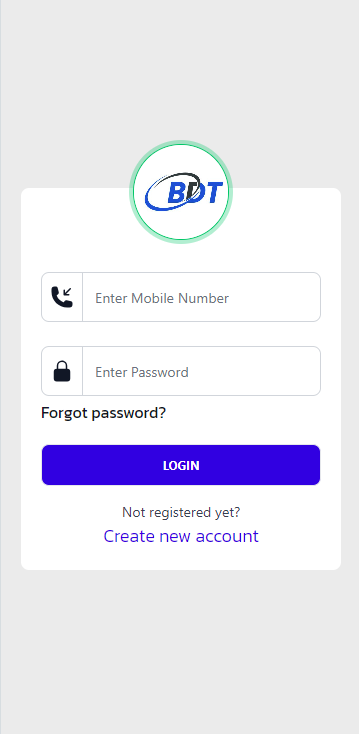 BDT
Enter Mobile Number
Enter Password
Forgot password?
LOGIN
Not registered yet?
Create new account